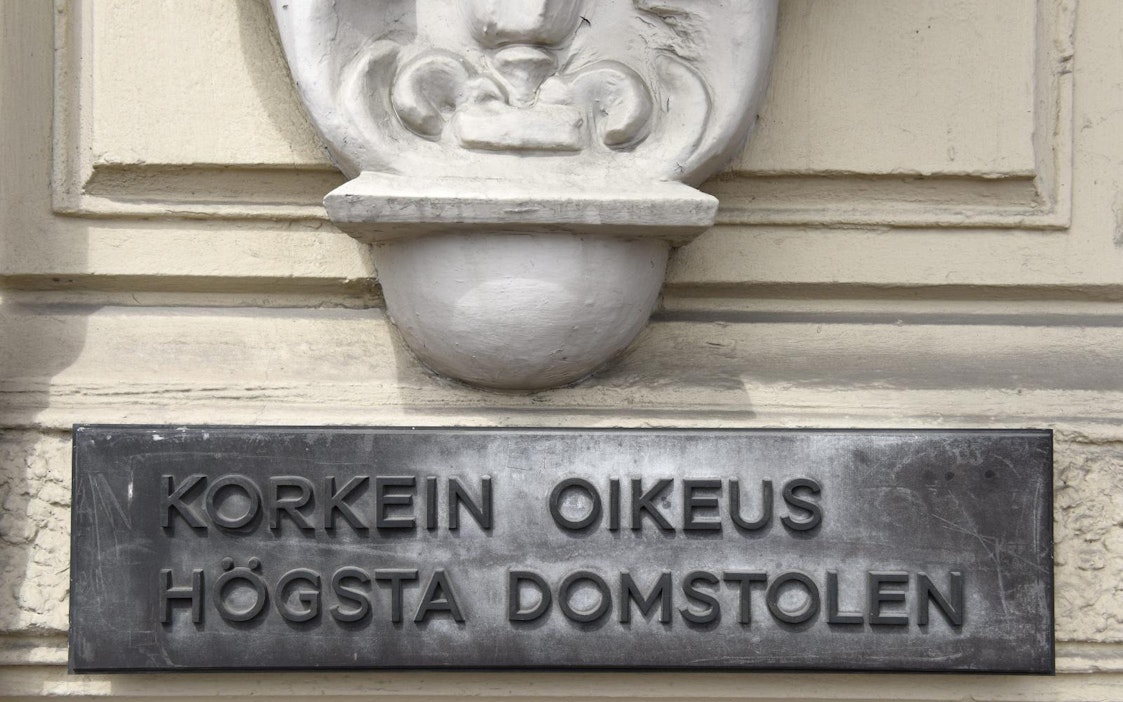 KORKEIN OIKEUS
HÖGSTA DOMSTOLEN